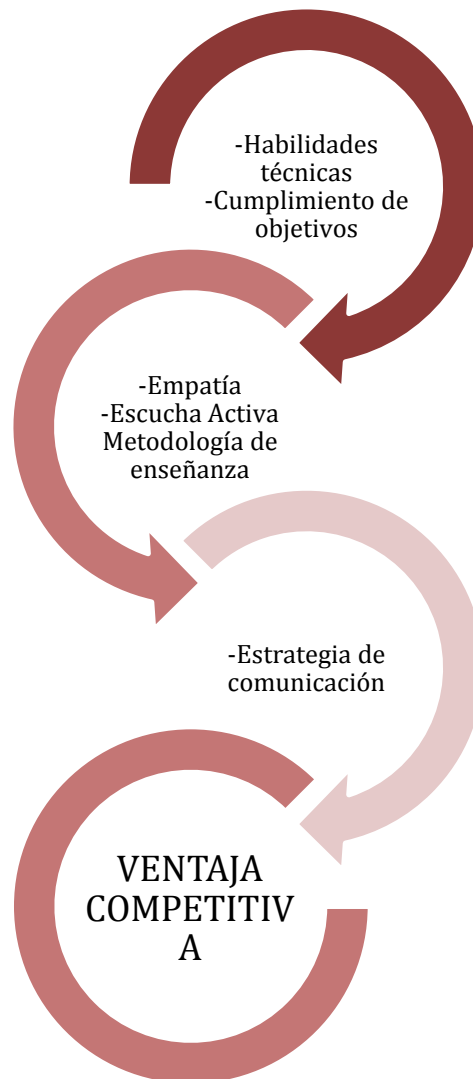 -Habilidades
técnicas
-Cumplimiento de
objetivos
-Empatía
-Escucha Activa
Metodología de
enseñanza
-Estrategia de
comunicación
VENTAJA
COMPETITIV
A